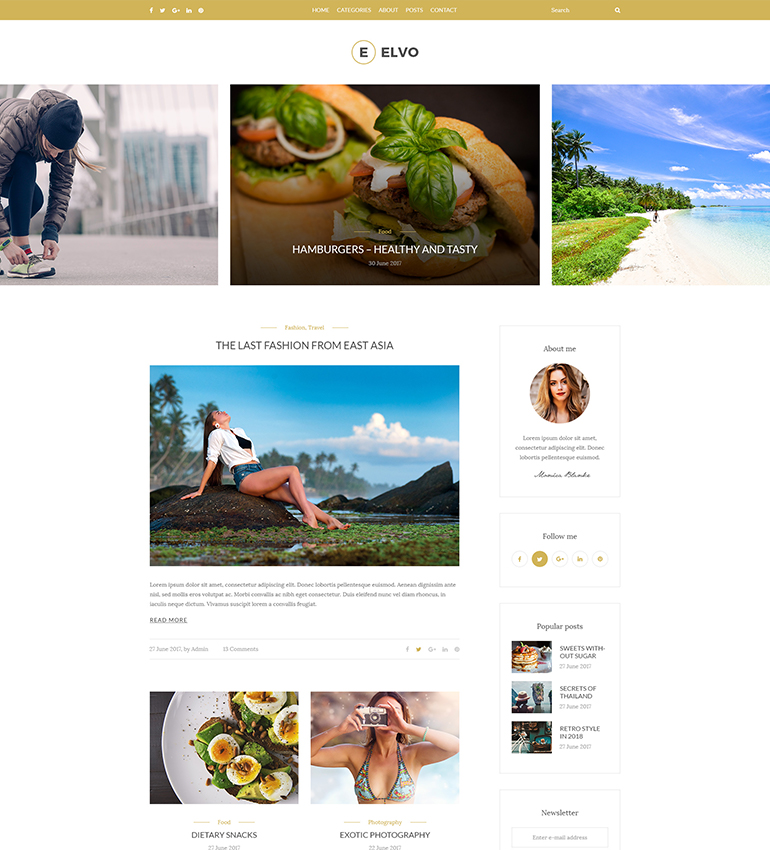 HOME CATEGORIES ABOUT POSTS CONTACT
Search
E ELVO
Food
HAMBURGERS – HEALTHY AND TASTY
30 June 2017
Fashion, Travel
THE LAST FASHION FROM EAST ASIA
Lorem ipsum dolor sit amet, consectetur adipiscing elit. Donec lobortis pellentesque euismod. Aenean dignissim ante
nisl, sed mollis eros volutpat ac. Morbi convallis ac nibh eget consectetur. Duis eleifend nunc vel diam rhoncus, in
iaculis neque dictum. Vivamus suscipit lorem a convallis feugiat.
READ MORE
27 June 2017, by Admin 13 Comments
Food
DIETARY SNACKS
27 June 2017
Photography
EXOTIC PHOTOGRAPHY
22 June 2017
About me
Lorem ipsum dolor sit amet,
consectetur adipiscing elit. Donec
lobortis pellentesque euismod.
Monica Blanke
Follow me
Popular posts
SWEETS WITH-
OUT SUGAR
27 June 2017
SECRETS OF
THAILAND
27 June 2017
RETRO STYLE
IN 2018
27 June 2017
Newsletter
Enter e-mail address